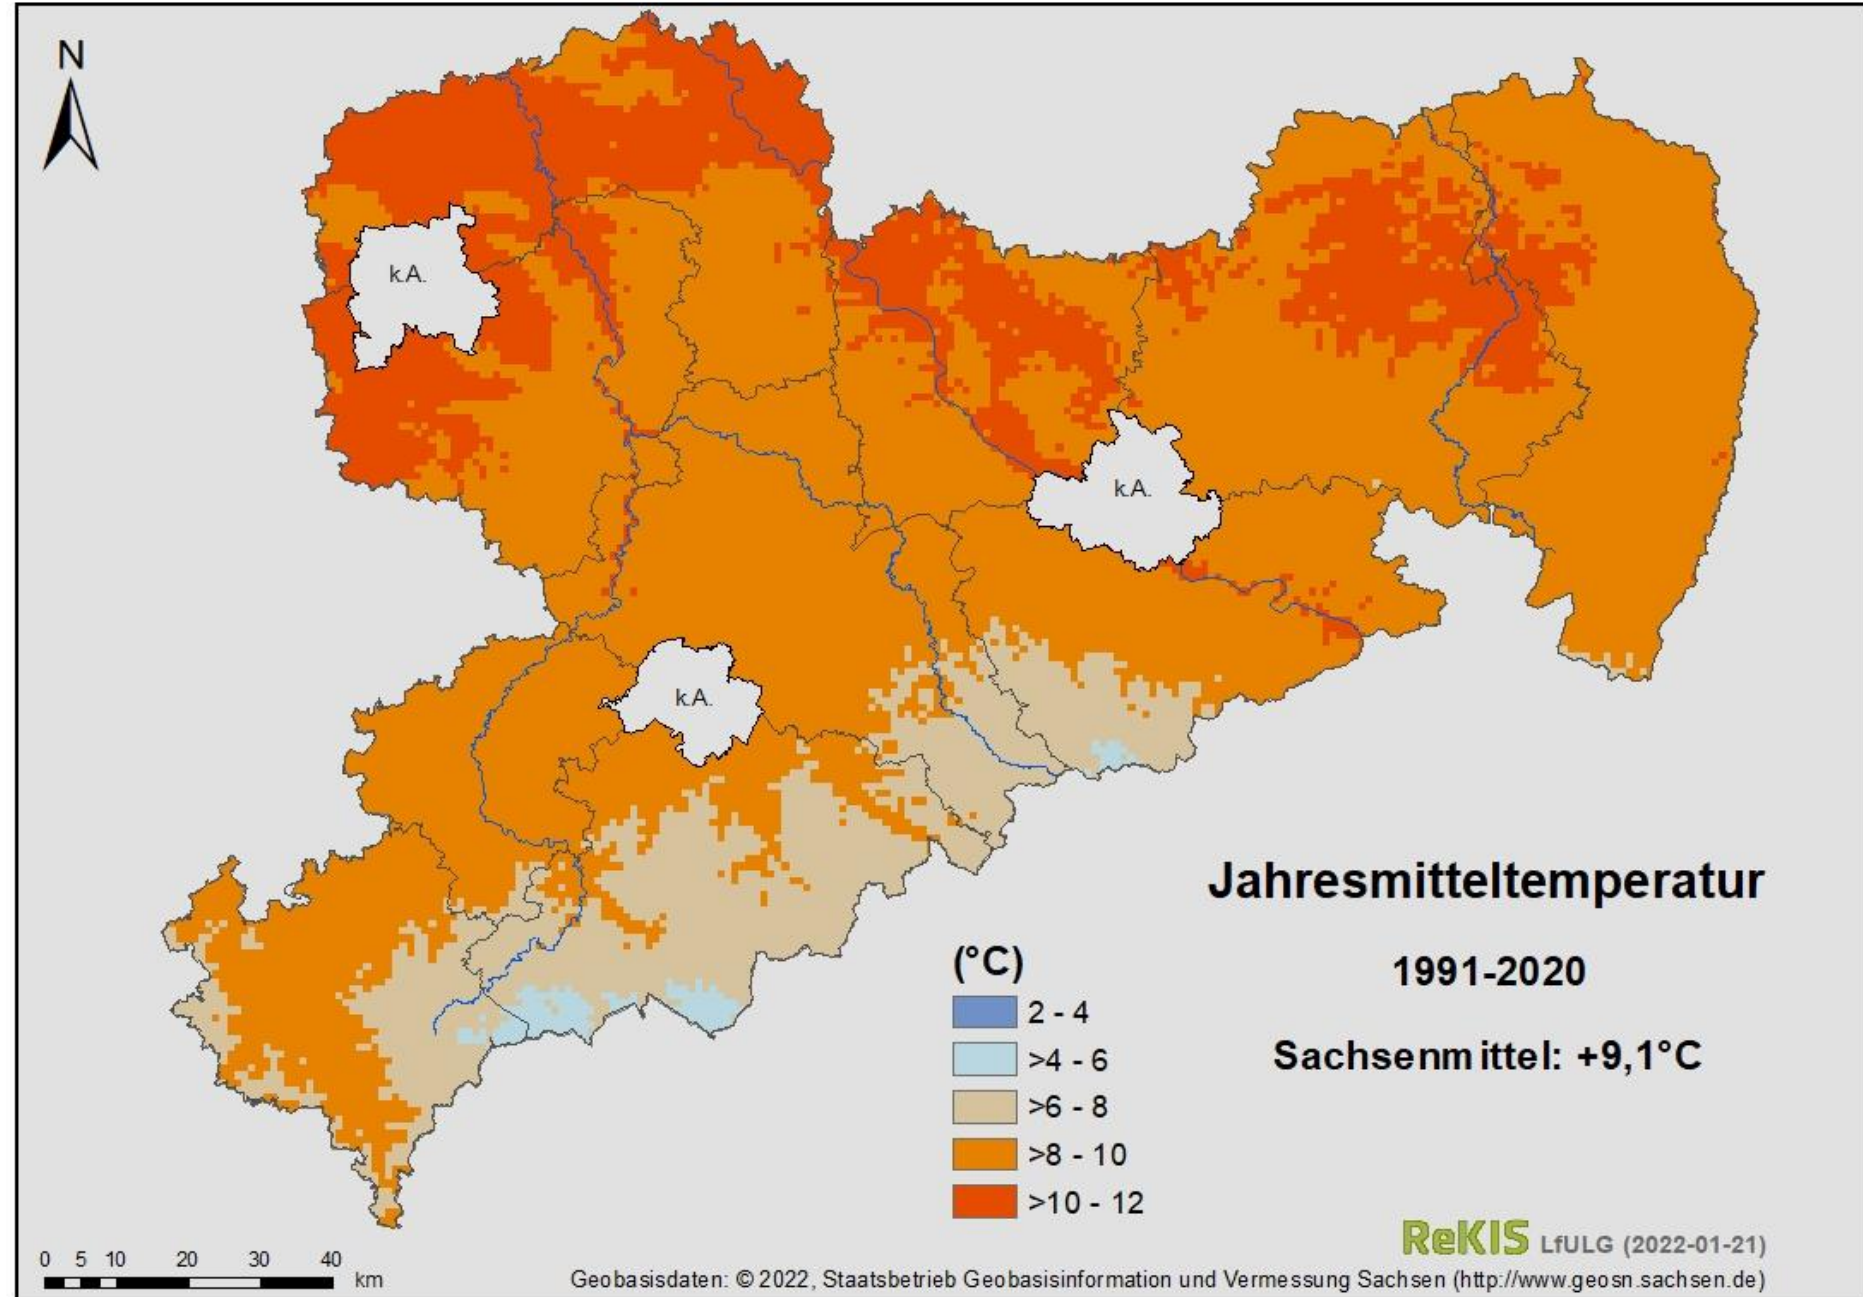 N
k.A.
k.A.
k.A.
Jahresmitteltemperatur
1991-2020
Sachsenmittel: +9,1°C
(°C)
2 - 4
>4 - 6
>6 - 8
>8 - 10
>10 - 12
ReKIS LfULG (2022-01-21)
0 5 10 20 30 40
km
Geobasisdaten: © 2022, Staatsbetrieb Geobasisinformation und Vermessung Sachsen (http://www.geosn.sachsen.de)